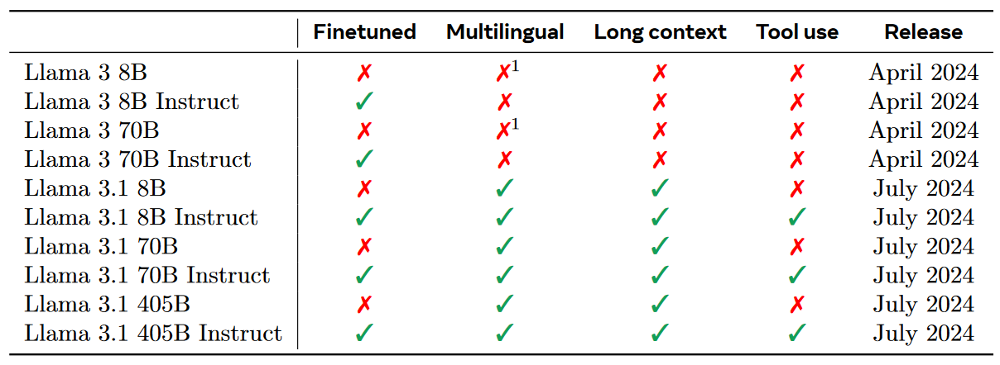 Finetuned Multilingual Long context Tool use Release
Llama 3 8B ✗ ✗¹ ✗ ✗ April 2024
Llama 3 8B Instruct ✓ ✗ ✗ ✗ April 2024
Llama 3 70B ✗ ✗¹ ✗ ✗ April 2024
Llama 3 70B Instruct ✓ ✗ ✗ ✗ April 2024
Llama 3.1 8B ✗ ✓ ✓ ✗ July 2024
Llama 3.1 8B Instruct ✓ ✓ ✓ ✓ July 2024
Llama 3.1 70B ✗ ✓ ✓ ✗ July 2024
Llama 3.1 70B Instruct ✓ ✓ ✓ ✓ July 2024
Llama 3.1 405B ✗ ✓ ✓ ✗ July 2024
Llama 3.1 405B Instruct ✓ ✓ ✓ ✓ July 2024